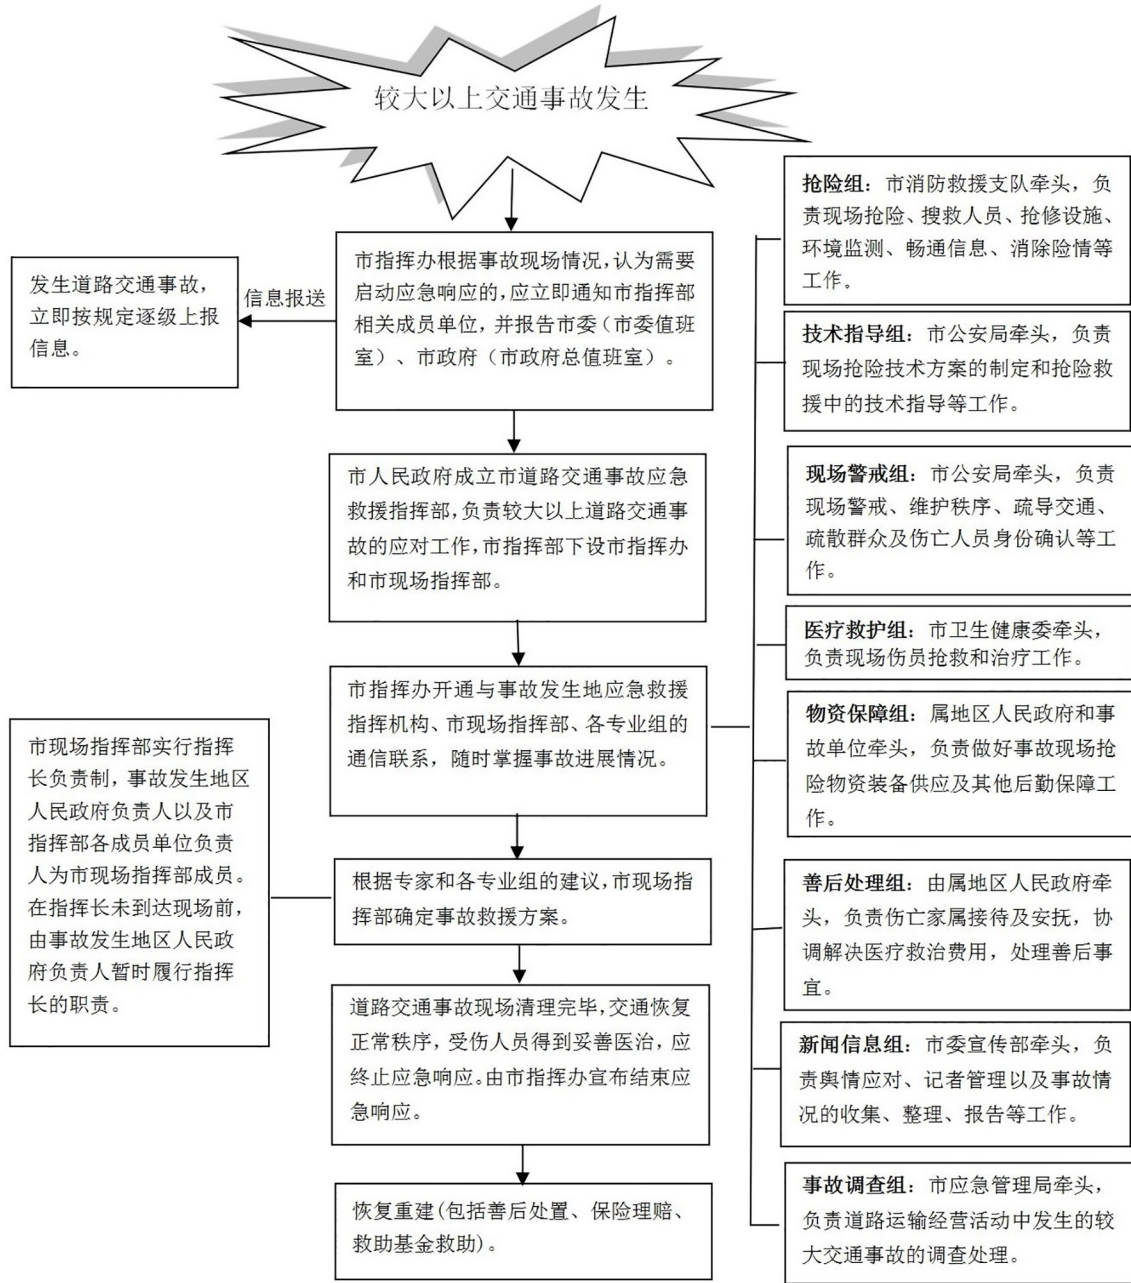 较大以上交通事故发生
市指挥办根据事故现场情况,认为需要
启动应急响应的,应立即通知市指挥部
相关成员单位,并报告市委(市委值班
室)、市政府(市政府总值班室)。
信息报送
发生道路交通事故,
立即按规定逐级上报
信息。
市人民政府成立市道路交通事故应急
救援指挥部,负责较大以上道路交通事
故的应对工作,市指挥部下设市指挥办
和市现场指挥部。
市指挥办开通与事故发生地应急救援
指挥机构、市现场指挥部、各专业组的
通信联系，随时掌握事故进展情况。
抢险组：市消防救援支队牵头，负
责现场抢险、搜救人员、抢修设施、
环境监测、畅通信息、消除险情等
工作。
技术指导组：市公安局牵头，负责
现场抢险技术方案的制定和抢险救
援中的技术指导等工作。
现场警戒组：市公安局牵头，负责
现场警戒、维护秩序、疏导交通、
疏散群众及伤亡人员身份确认等工
作。
医疗救护组：市卫生健康委牵头，
负责现场伤员抢救和治疗工作。
物资保障组：属地区人民政府和事
故单位牵头，负责做好事故现场抢
险物资装备供应及其他后勤保障工
作。
善后处理组：由属地区人民政府牵
头，负责伤亡家属接待及安抚，协
调解决医疗救治费用，处理善后事
宜。
新闻信息组：市委宣传部牵头，负
责舆情应对、记者管理以及事故情
况的收集、整理、报告等工作。
事故调查组：市应急管理局牵头，
负责道路运输经营活动中发生的较
大交通事故的调查处理。
根据专家和各专业组的建议,市现场指
挥部确定事故救援方案。
市现场指挥部实行指挥
长负责制，事故发生地区
人民政府负责人以及市
指挥部各成员单位负责
人为市现场指挥部成员。
在指挥长未到达现场前,
由事故发生地区人民政
府负责人暂时履行指挥
长的职责。
道路交通事故现场清理完毕,交通恢复
正常秩序，受伤人员得到妥善医治，应
终止应急响应。由市指挥办宣布结束应
急响应。
恢复重建(包括善后处置、保险理赔、
救助基金救助)。